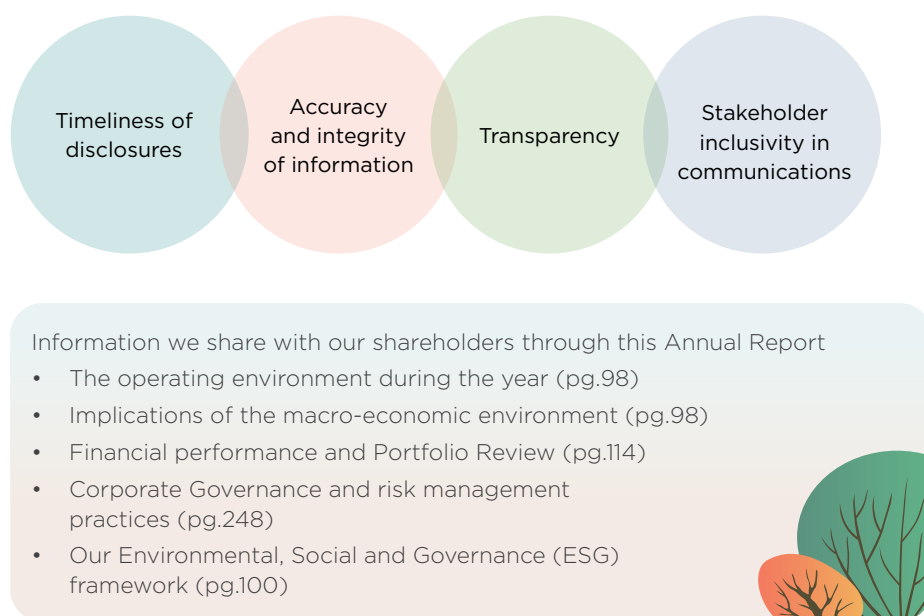 Timeliness of
disclosures
Accuracy
and integrity
of information
Transparency
Stakeholder
inclusivity in
communications
Information we share with our shareholders through this Annual Report
• The operating environment during the year (pg.98)
• Implications of the macro-economic environment (pg.98)
• Financial performance and Portfolio Review (pg.114)
• Corporate Governance and risk management
practices (pg.248)
• Our Environmental, Social and Governance (ESG)
framework (pg.100)